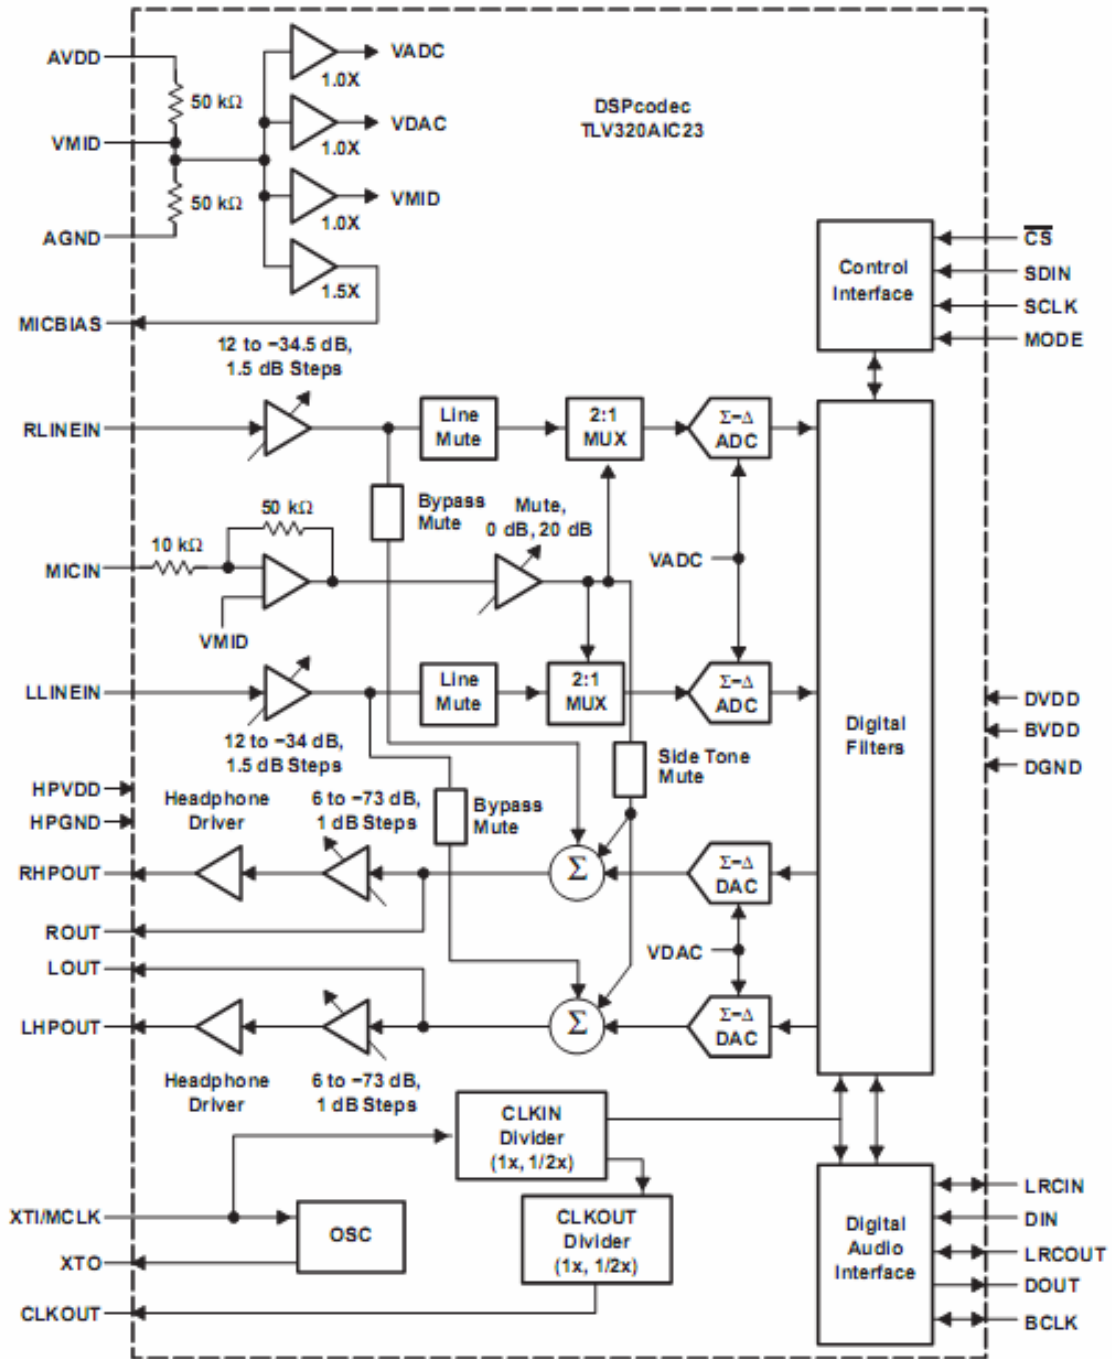 AVDD
50 kΩ
VMID
50 kΩ
AGND
MICBIAS
1.0X
VADC
1.0X
VDAC
1.0X
VMID
1.5X
DSPcodec
TLV320AIC23
Control
Interface
CS
SDIN
SCLK
MODE
12 to −34.5 dB,
1.5 dB Steps
RLINEIN
Line
Mute
2:1
MUX
Σ−Δ
ADC
Bypass
Mute
Mute,
0 dB, 20 dB
50 kΩ
10 kΩ
MICIN
VMID
VADC
LLINEIN
Line
Mute
2:1
MUX
Σ−Δ
ADC
12 to −34 dB,
1.5 dB Steps
Digital
Filters
DVDD
BVDD
DGND
Side Tone
Mute
HPVDD
HPGND
Headphone
Driver
6 to −73 dB,
1 dB Steps
Bypass
Mute
RHPOUT
Σ
Σ−Δ
DAC
ROUT
LOUT
VDAC
LHPOUT
Σ
Σ−Δ
DAC
Headphone
Driver
6 to −73 dB,
1 dB Steps
CLKIN
Divider
(1x, 1/2x)
XTI/MCLK
OSC
XTO
CLKOUT
Divider
(1x, 1/2x)
CLKOUT
Digital
Audio
Interface
LRCIN
DIN
LRCOUT
DOUT
BCLK